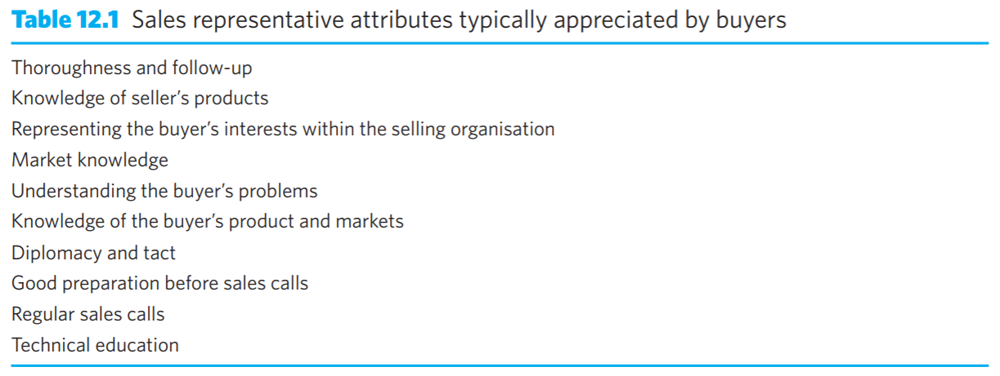 Table 12.1 Sales representative attributes typically appreciated by buyers
Thoroughness and follow-up
Knowledge of seller’s products
Representing the buyer’s interests within the selling organisation
Market knowledge
Understanding the buyer’s problems
Knowledge of the buyer’s product and markets
Diplomacy and tact
Good preparation before sales calls
Regular sales calls
Technical education